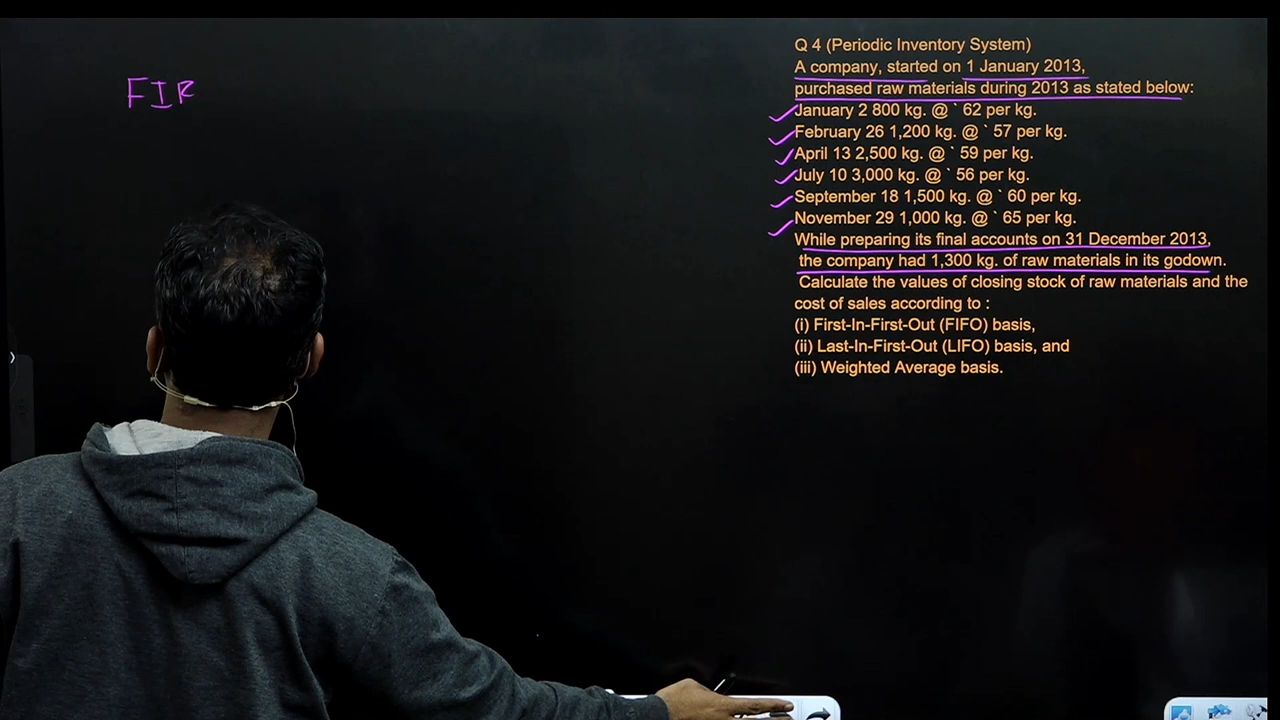 FIR
Q 4 (Periodic Inventory System)
A company, started on 1 January 2013,
purchased raw materials during 2013 as stated below:
January 2 800 kg. @ ` 62 per kg.
February 26 1,200 kg. @ ` 57 per kg.
April 13 2,500 kg. @ ` 59 per kg.
July 10 3,000 kg. @ ` 56 per kg.
September 18 1,500 kg. @ ` 60 per kg.
November 29 1,000 kg. @ ` 65 per kg.
While preparing its final accounts on 31 December 2013,
the company had 1,300 kg. of raw materials in its godown.
Calculate the values of closing stock of raw materials and the
cost of sales according to :
(i) First-In-First-Out (FIFO) basis,
(ii) Last-In-First-Out (LIFO) basis, and
(iii) Weighted Average basis.